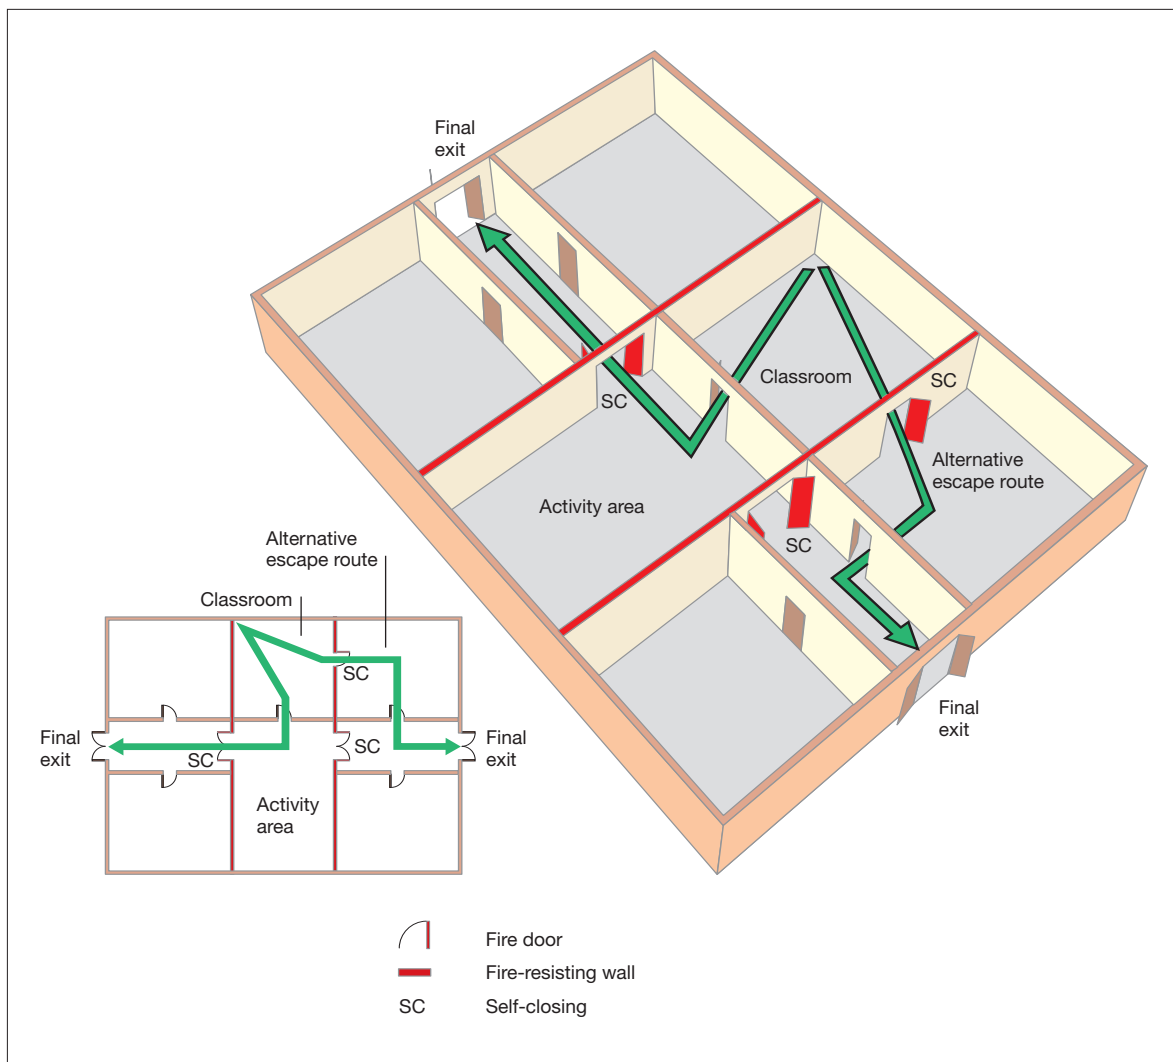 Final
exit
Classroom
SC
SC
Alternative
escape route
Activity area
SC
Final
exit
Alternative
escape route
Classroom
SC
Final
exit
SC
SC
Final
exit
Activity
area
Fire door
Fire-resisting wall
SC
Self-closing